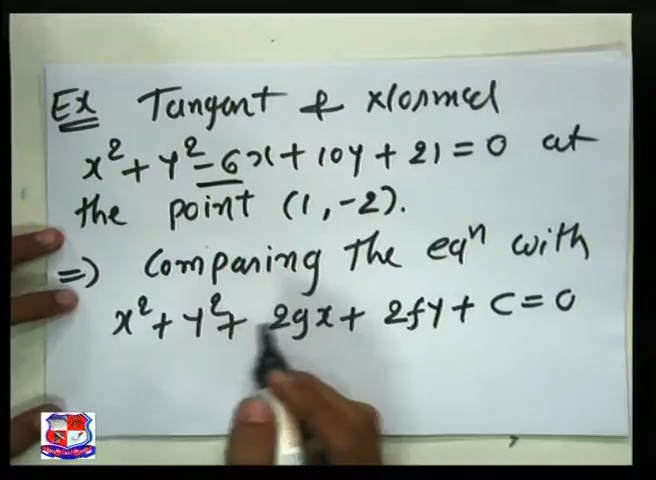 Ex Tangent & Normal
x² + y² - 6x + 10y + 21 = 0 at
the point (1, -2).
=) Comparing the eqⁿ with
x² + y² + 2gx + 2fy + c = 0